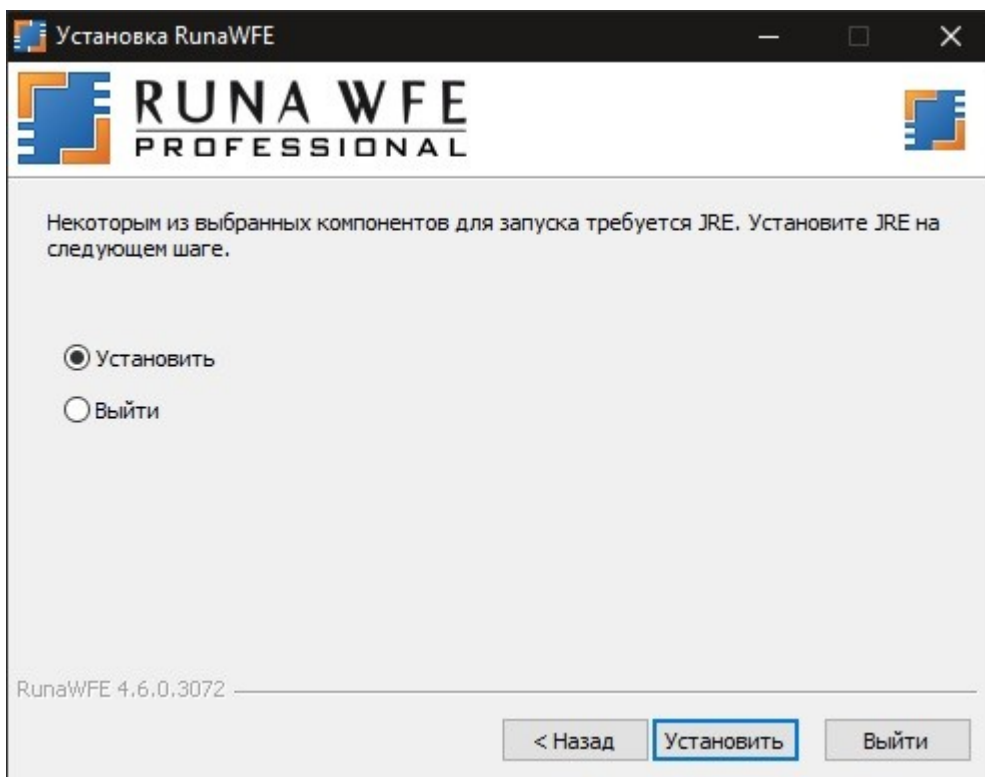 Установка RunaWFE
RUNA WFE
PROFESSIONAL
Некоторым из выбранных компонентов для запуска требуется JRE. Установите JRE на
следующем шаге.
Установить
Выйти
RunaWFE 4.6.0.3072
< Назад Установить Выйти